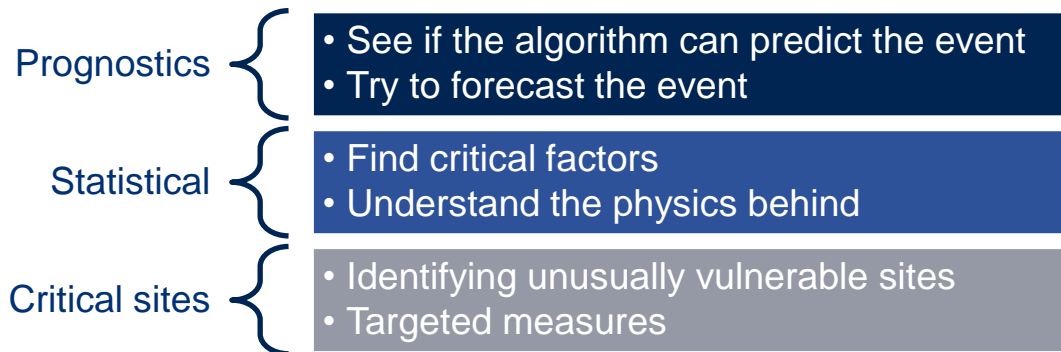 Prognostics
• See if the algorithm can predict the event
• Try to forecast the event
Statistical
• Find critical factors
• Understand the physics behind
Critical sites
• Identifying unusually vulnerable sites
• Targeted measures